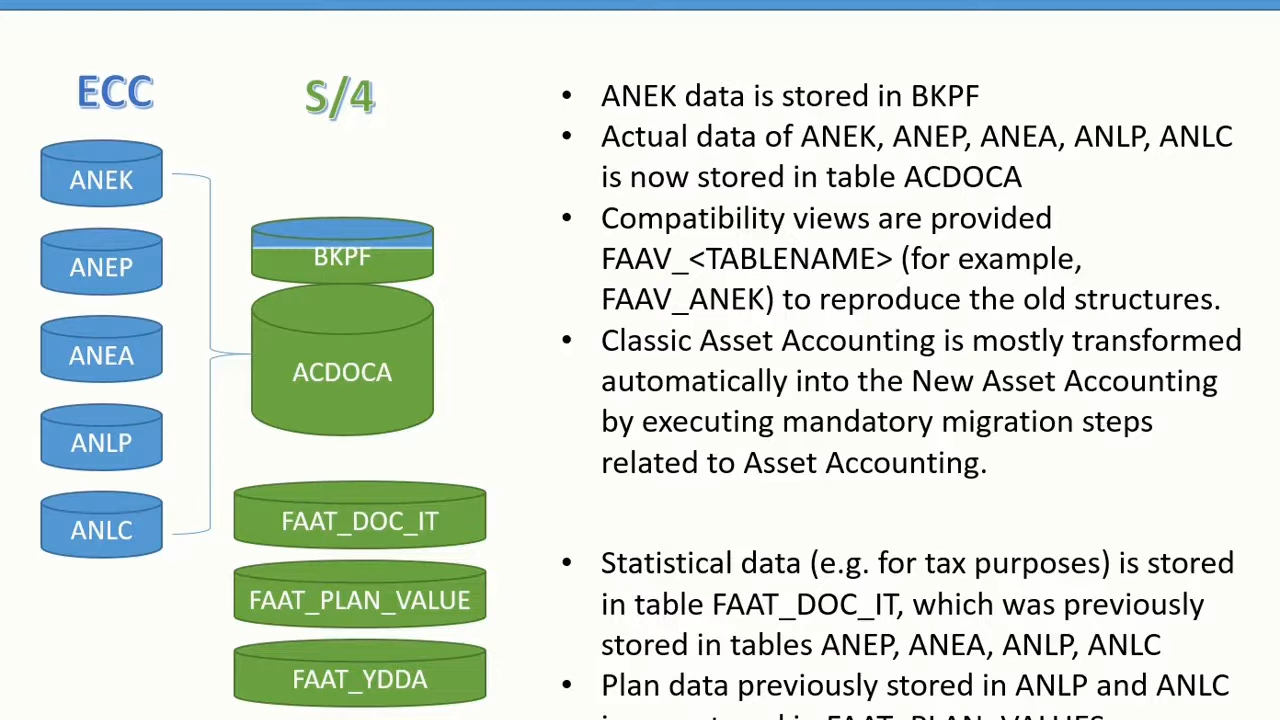 ECC
S/4
ANEK
ANEP
ANEA
ANLP
ANLC
BKPF
ACDOCA
FAAT_DOC_IT
FAAT_PLAN_VALUE
FAAT_YDDA
• ANEK data is stored in BKPF
• Actual data of ANEK, ANEP, ANEA, ANLP, ANLC
is now stored in table ACDOCA
• Compatibility views are provided
FAAV_<TABLENAME> (for example,
FAAV_ANEK) to reproduce the old structures.
• Classic Asset Accounting is mostly transformed
automatically into the New Asset Accounting
by executing mandatory migration steps
related to Asset Accounting.
• Statistical data (e.g. for tax purposes) is stored
in table FAAT_DOC_IT, which was previously
stored in tables ANEP, ANEA, ANLP, ANLC
• Plan data previously stored in ANLP and ANLC